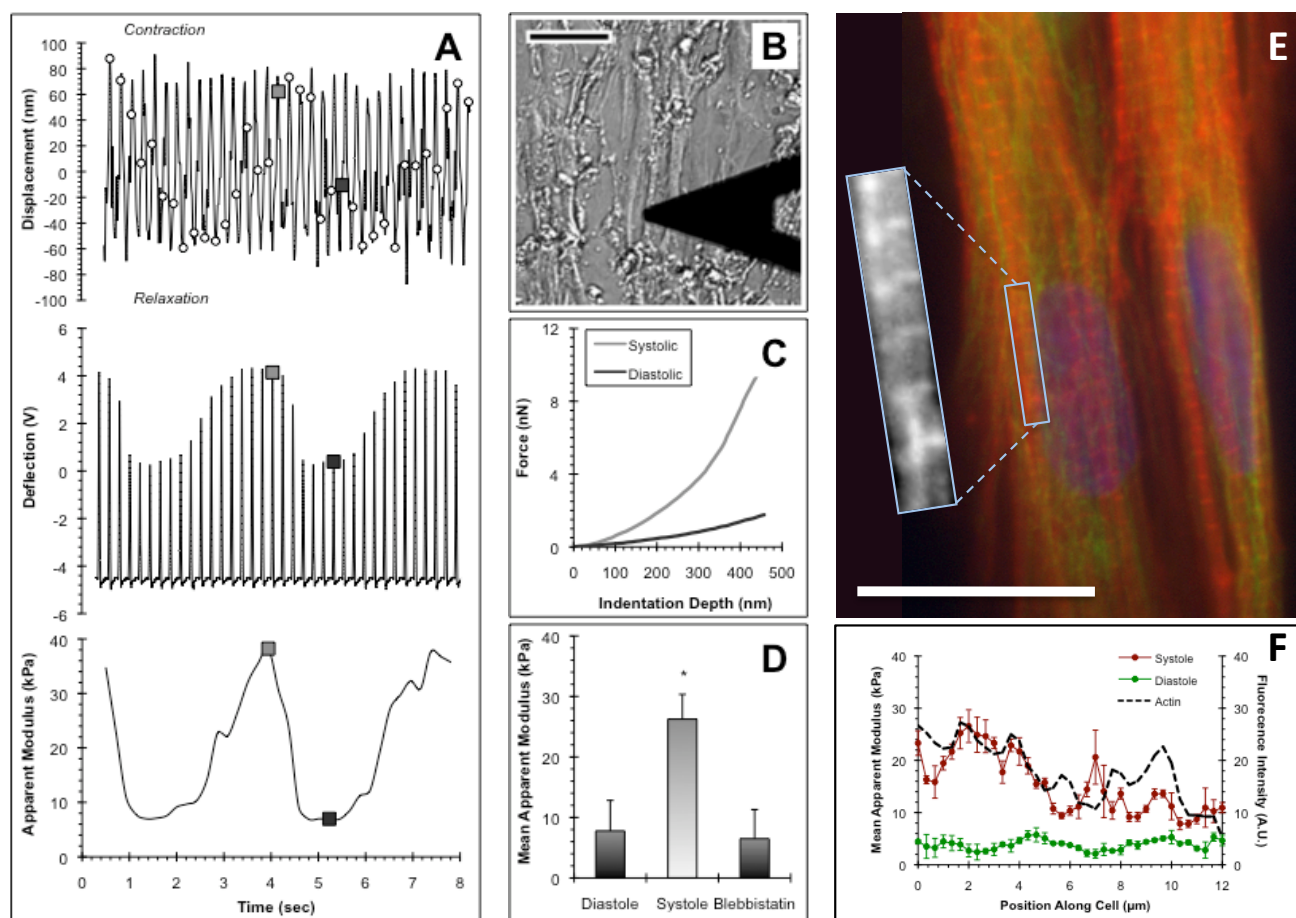 A
Contraction
Displacement (nm)
100
80
60
40
20
0
-20
-40
-60
-80
-100
Relaxation
Deflection (V)
6
4
2
0
-2
-4
-6
Apparent Modulus (kPa)
40
30
20
10
0
0 1 2 3 4 5 6 7 8
Time (sec)
B
C
Systolic
Diastolic
Force (nN)
12
9
6
3
0
0 100 200 300 400 500
Indentation Depth (nm)
D
Mean Apparent Modulus (kPa)
40
30
20
10
0
*
Diastole Systole Blebbistatin
E
F
Systole
Diastole
Actin
Mean Apparent Modulus (kPa)
40
30
20
10
0
Fluorecence Intensity (A.U.)
40
30
20
10
0
0 2 4 6 8 10 12
Position Along Cell (µm)